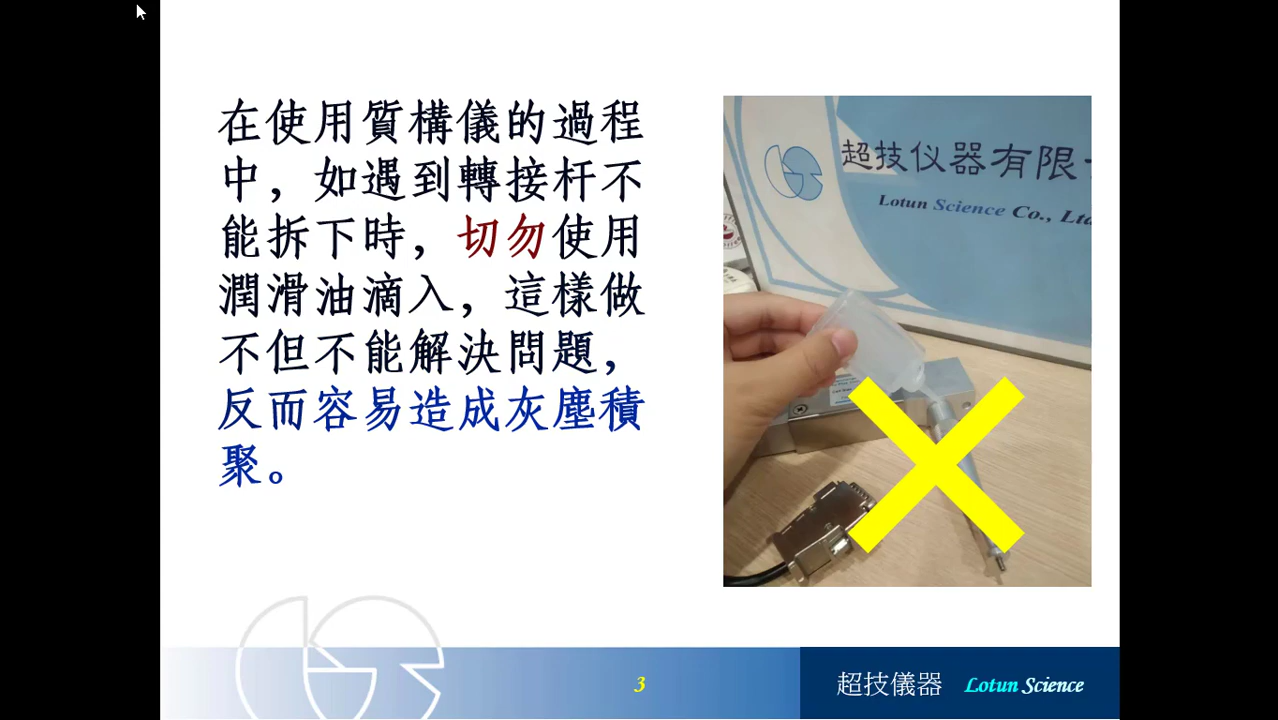 在使用質構儀的過程
中，如遇到轉接杆不
能拆下時，切勿使用
潤滑油滴入，這樣做
不但不能解決問題，
反而容易造成灰塵積
聚。
超技仪器有限
Lotun Science Co., Ltd
3
超技儀器 Lotun Science